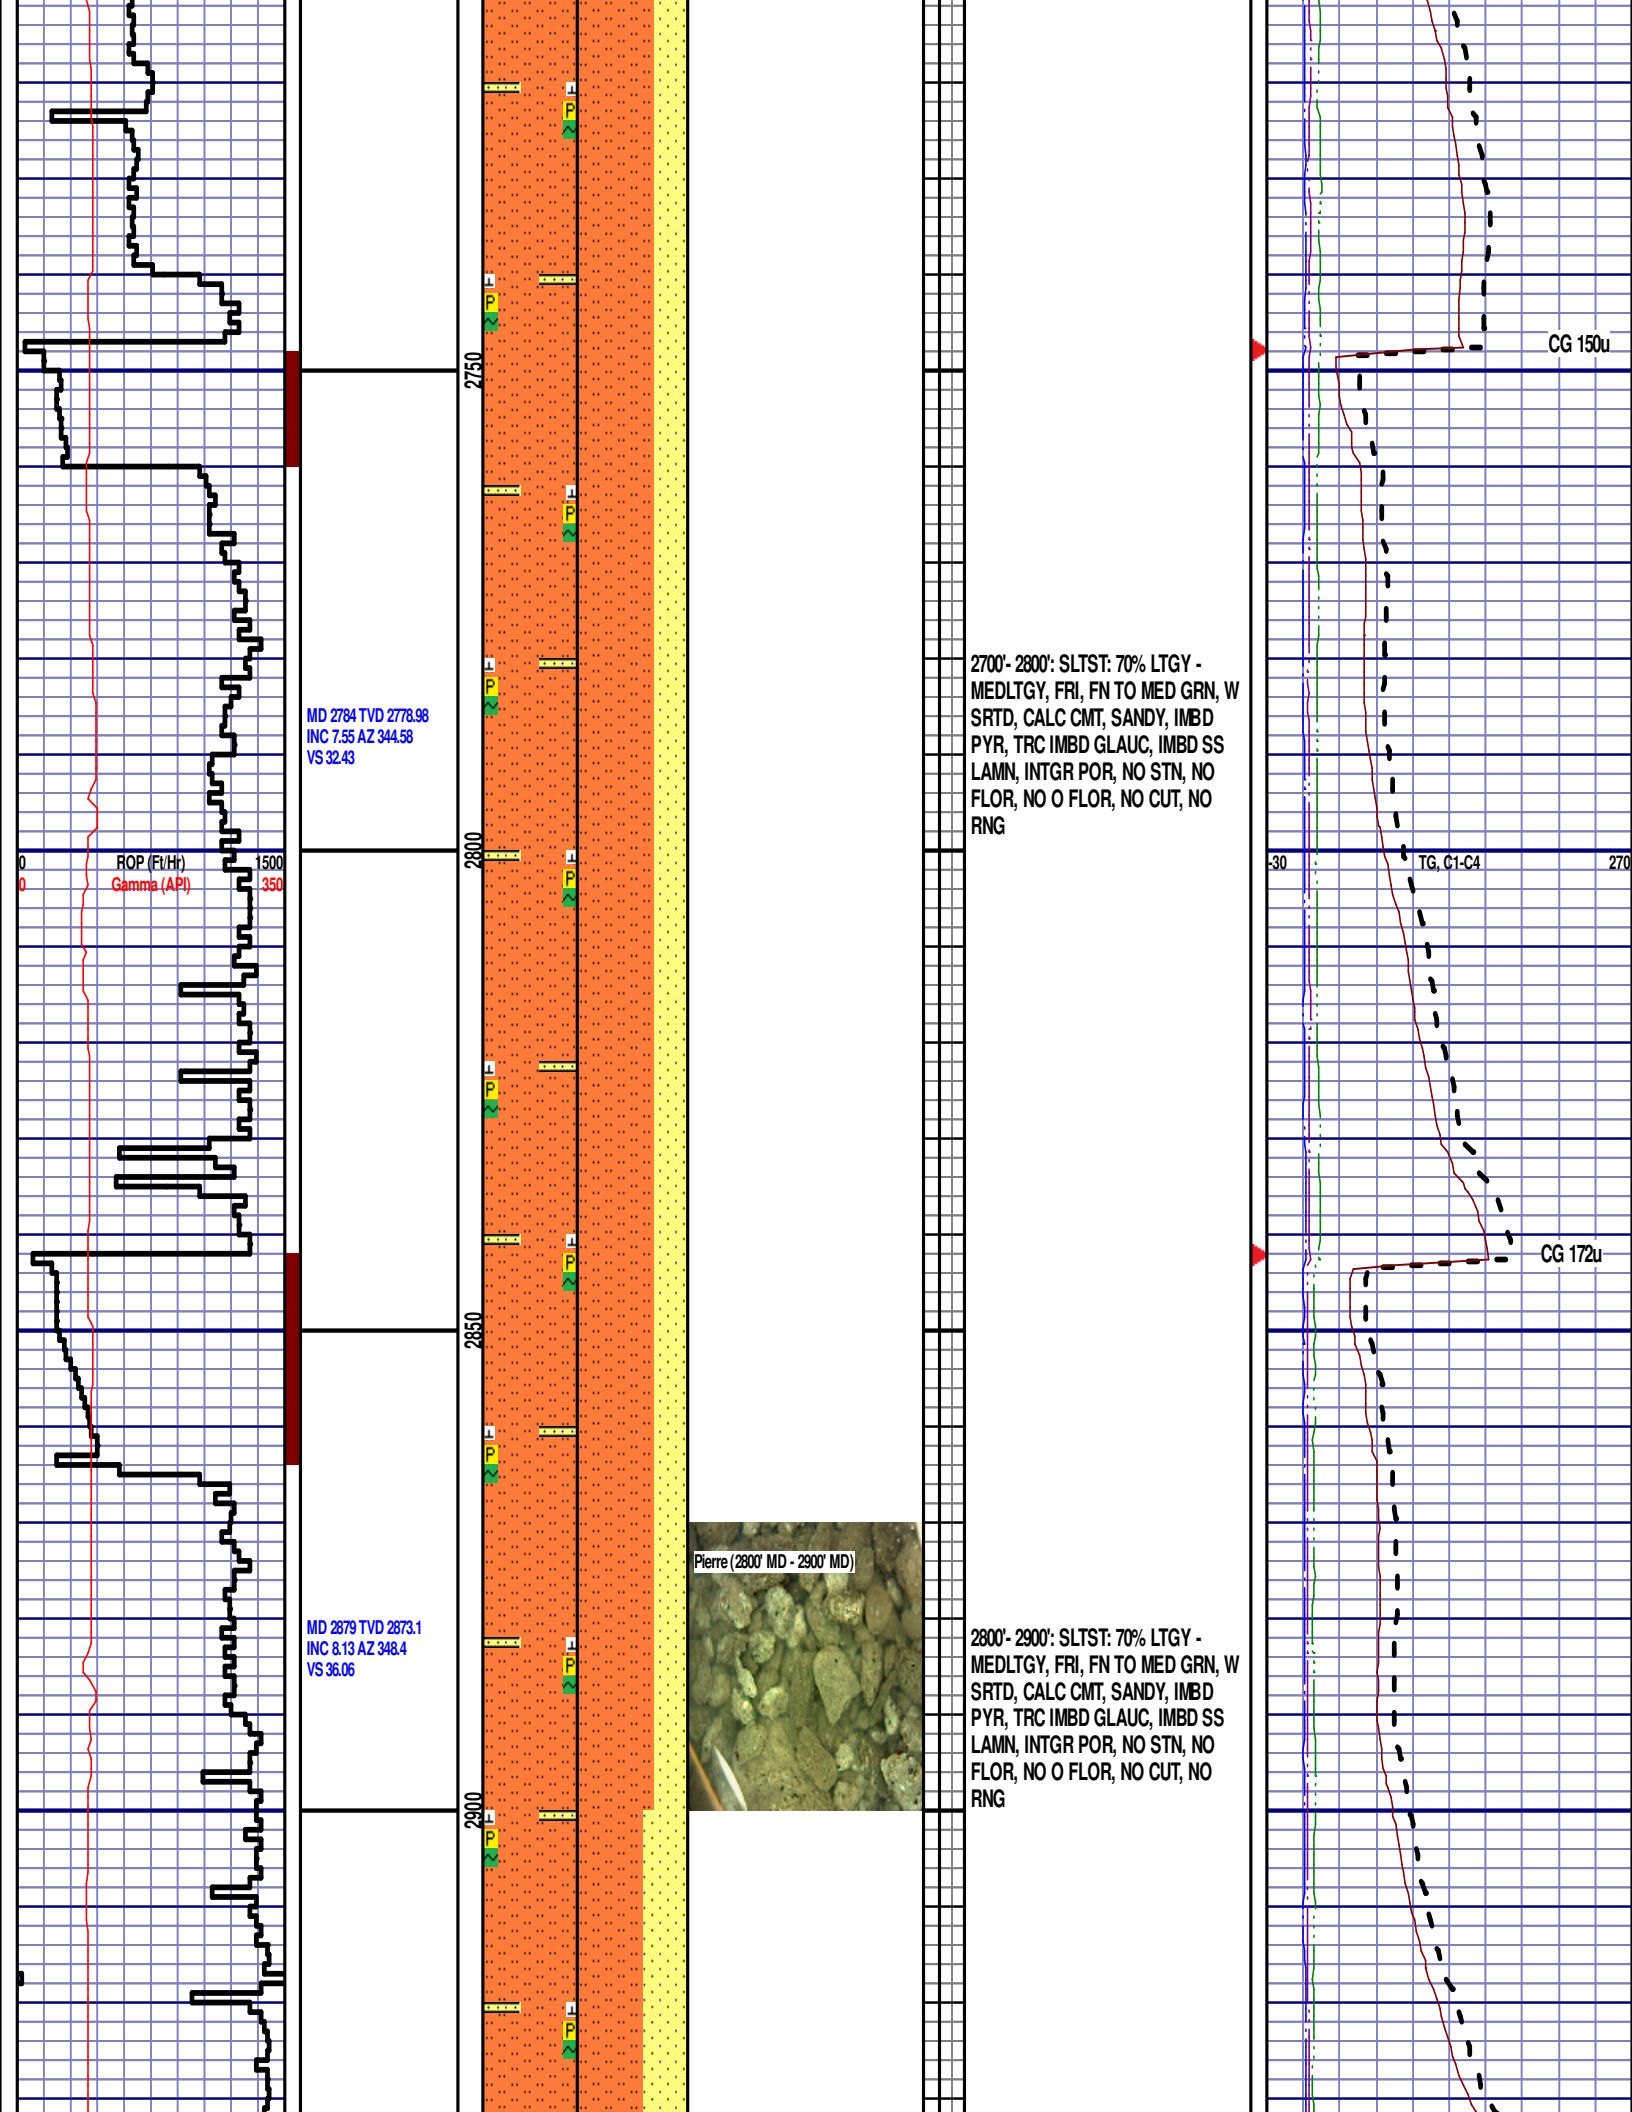 CG 150u
2750
2700'- 2800': SLTST: 70% LTGY -
MEDLTGY, FRI, FN TO MED GRN, W
SRTD, CALC CMT, SANDY, IMBD
PYR, TRC IMBD GLAUC, IMBD SS
LAMN, INTGR POR, NO STN, NO
FLOR, NO O FLOR, NO CUT, NO
RNG
MD 2784 TVD 2778.98
INC 7.55 AZ 344.58
VS 32.43
2800
0 ROP (Ft/Hr) 1500
0 Gamma (API) 350
-30 TG, C1-C4 270
CG 172u
2850
Pierre (2800' MD - 2900' MD)
MD 2879 TVD 2873.1
INC 8.13 AZ 348.4
VS 36.06
2800'- 2900': SLTST: 70% LTGY -
MEDLTGY, FRI, FN TO MED GRN, W
SRTD, CALC CMT, SANDY, IMBD
PYR, TRC IMBD GLAUC, IMBD SS
LAMN, INTGR POR, NO STN, NO
FLOR, NO O FLOR, NO CUT, NO
RNG
2900
P
P
P
P
P
P
P
P
P
P
P